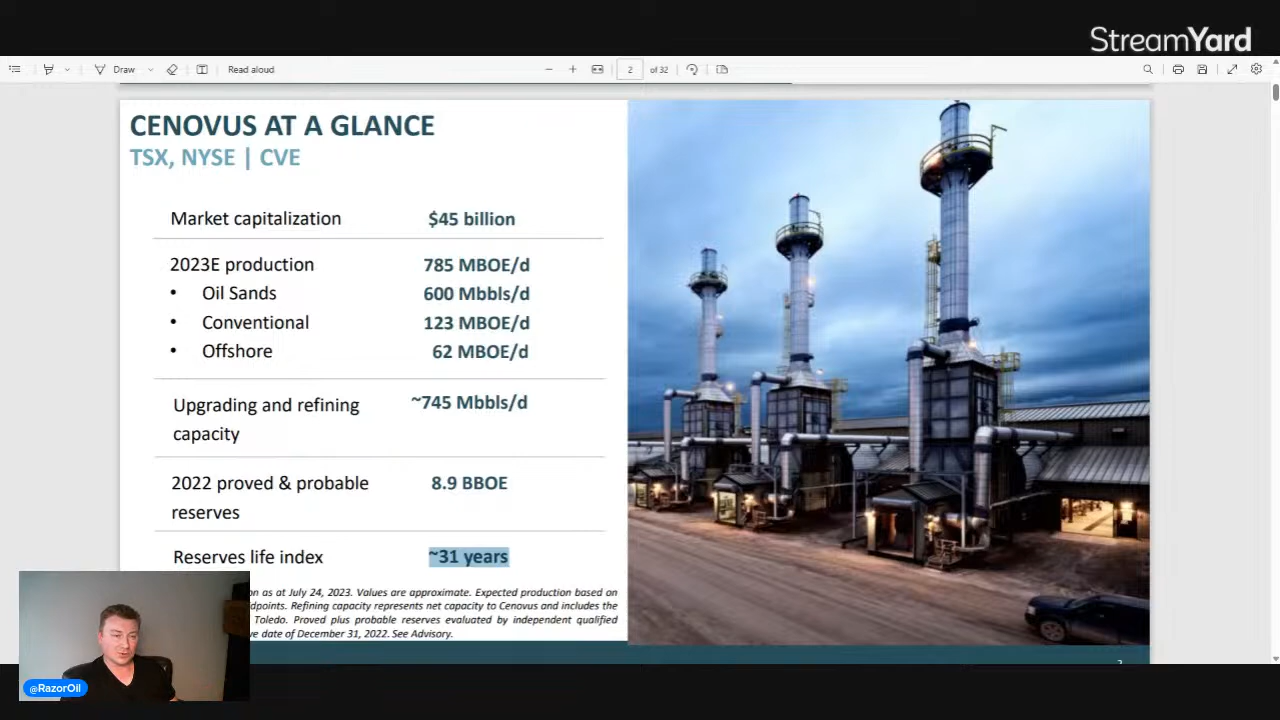 StreamYard
Draw
Read aloud
2
of 32
CENOVUS AT A GLANCE
TSX, NYSE | CVE
Market capitalization $45 billion
2023E production 785 MBOE/d
• Oil Sands 600 Mbbls/d
• Conventional 123 MBOE/d
• Offshore 62 MBOE/d
Upgrading and refining ~745 Mbbls/d
capacity
2022 proved & probable 8.9 BBOE
reserves
Reserves life index ~31 years
on as at July 24, 2023. Values are approximate. Expected production based on
dpoints. Refining capacity represents net capacity to Cenovus and includes the
Toledo. Proved plus probable reserves evaluated by independent qualified
ve date of December 31, 2022. See Advisory.
@RazorOil